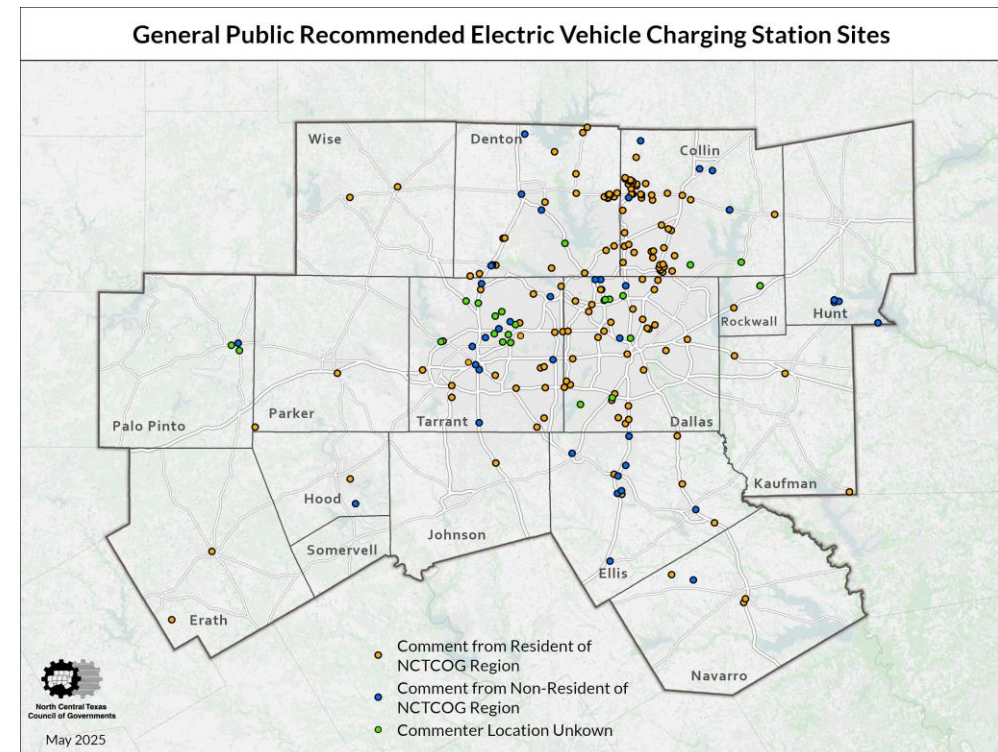 General Public Recommended Electric Vehicle Charging Station Sites
Wise
Denton
Collin
Hunt
Rockwall
Palo Pinto
Parker
Tarrant
Dallas
Kaufman
Hood
Johnson
Somervell
Ellis
Erath
Navarro
Comment from Resident of
NCTCOG Region
Comment from Non-Resident of
NCTCOG Region
Commenter Location Unkown
North Central Texas
Council of Governments
May 2025